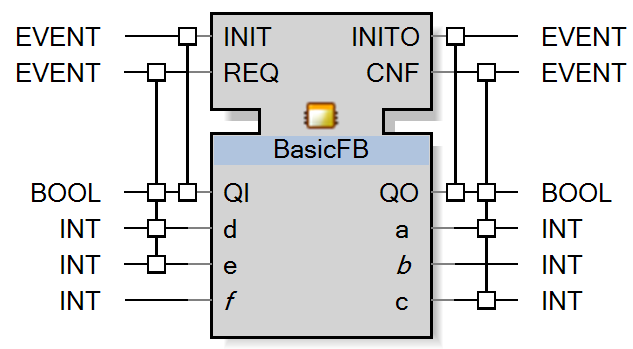 EVENT INIT INITO EVENT
EVENT REQ CNF EVENT
BasicFB
BOOL QI QO BOOL
INT d a INT
INT e b INT
INT f c INT